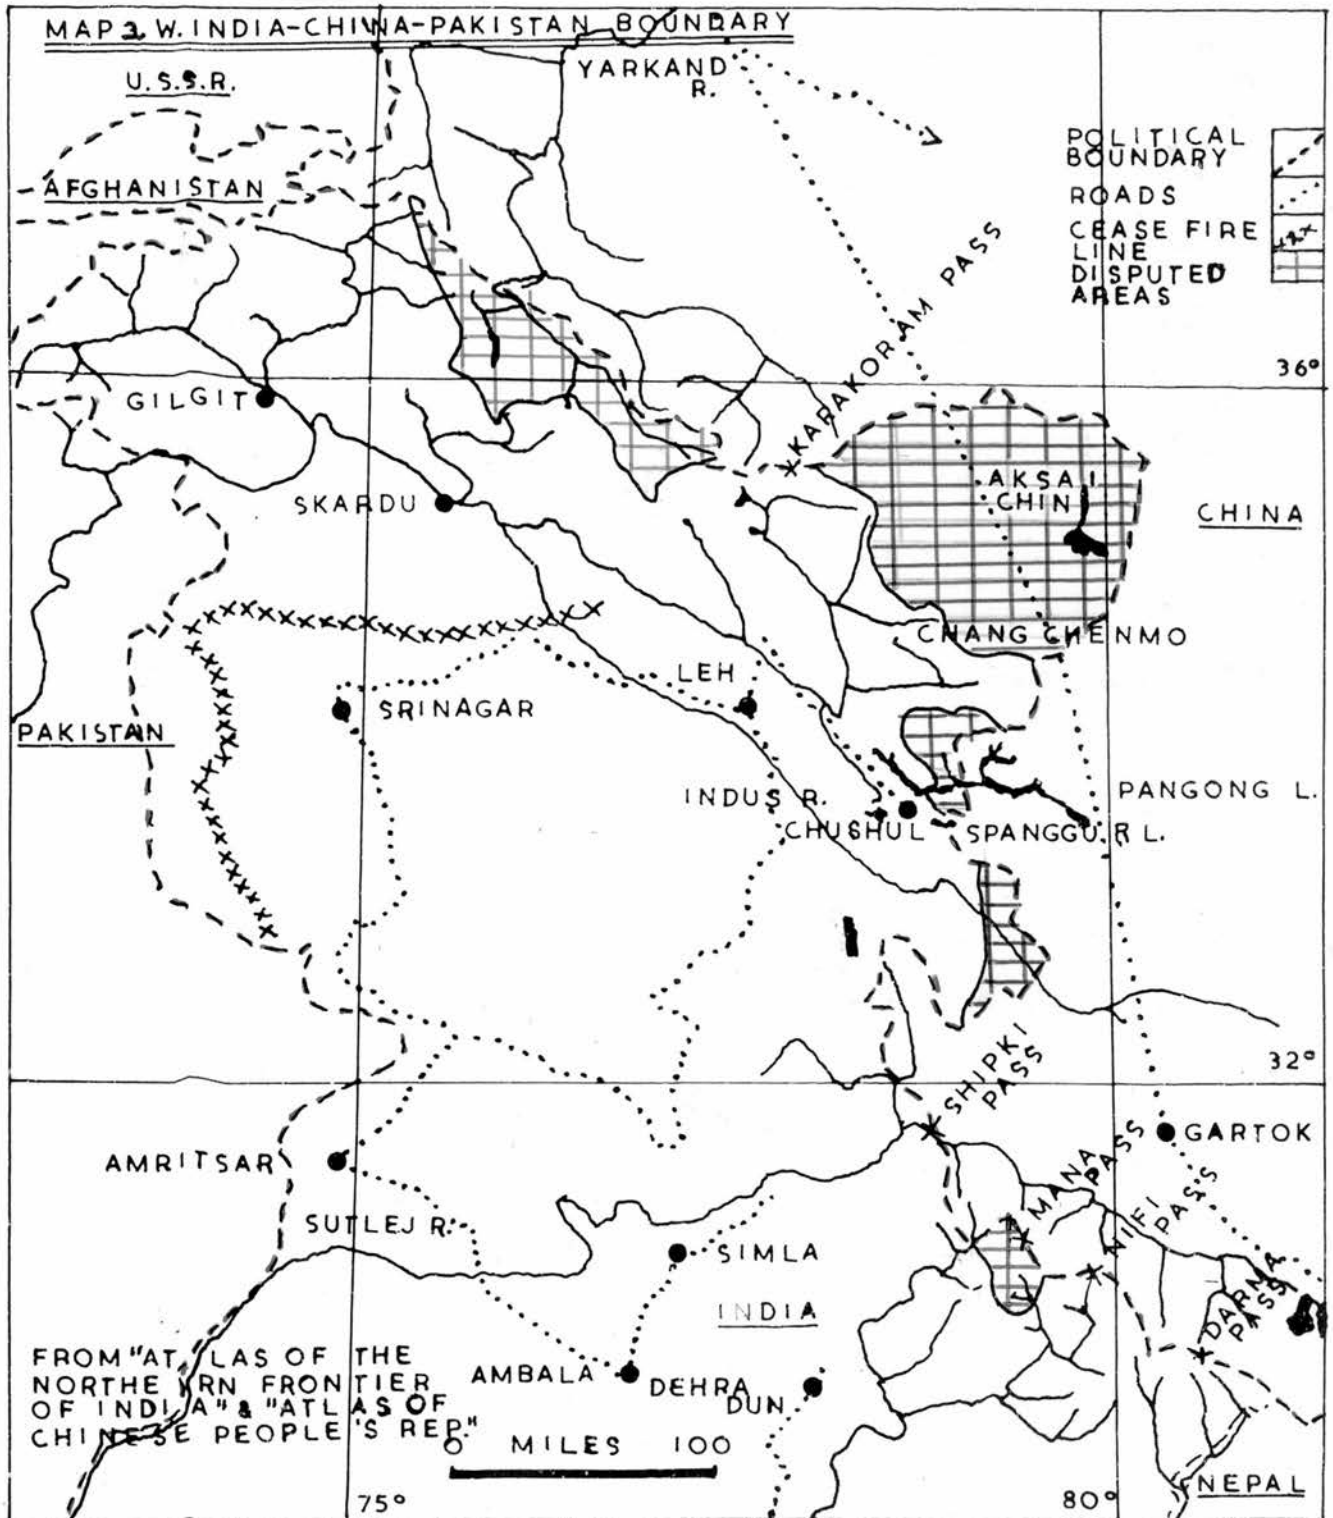 MAP 2. W. INDIA-CHINA-PAKISTAN BOUNDARY
U.S.S.R.
YARKAND
R.
POLITICAL
BOUNDARY
ROADS
CEASE FIRE
LINE
DISPUTED
AREAS
AFGHANISTAN
KARAKORAM PASS
36°
GILGIT
SKARDU
AKSAI
CHIN
CHINA
CHANG CHENMO
LEH
SRINAGAR
PAKISTAN
INDUS R.
PANGONG L.
CHUSHUL
SPANGGUR L.
SHIPKI
PASS
32°
GARTOK
AMRITSAR
MANA
PASS
NIFI
PASS
SUTLEJ R.
SIMLA
INDIA
DARMA
PASS
FROM "ATLAS OF THE
NORTHERN FRONTIER
OF INDIA" & "ATLAS OF
CHINESE PEOPLE'S REP."
AMBALA
DEHRA
DUN
0 MILES 100
NEPAL
75°
80°